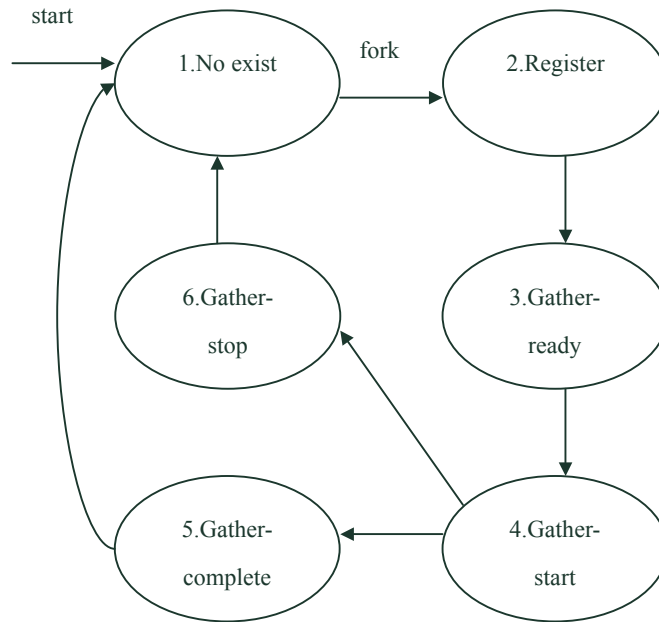 start
1.No exist
fork
2.Register
6.Gather-
stop
3.Gather-
ready
5.Gather-
complete
4.Gather-
start